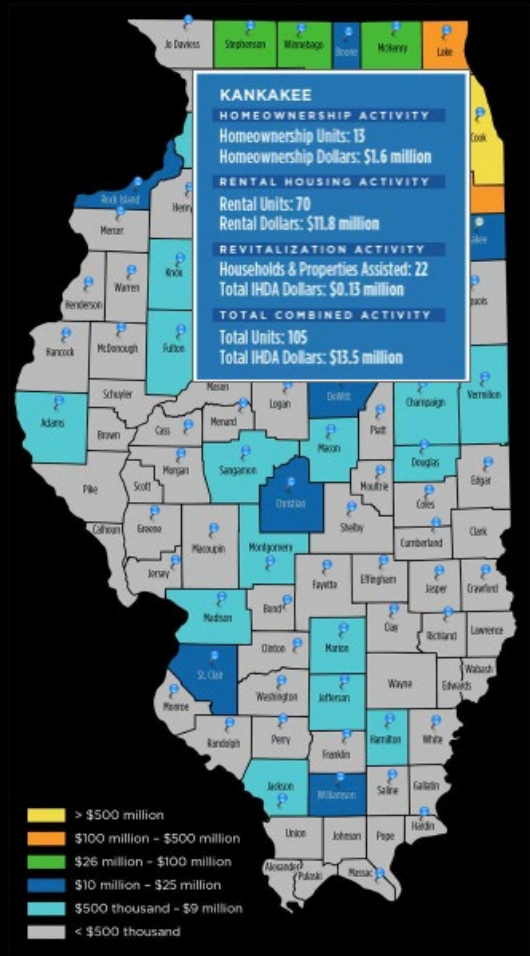 Jo Daviess
Stephenson
Winnebago
Boone
McHenry
Lake
KANKAKEE
HOMEOWNERSHIP ACTIVITY
Homeownership Units: 13
Homeownership Dollars: $1.6 million
RENTAL HOUSING ACTIVITY
Rental Units: 70
Rental Dollars: $11.8 million
REVITALIZATION ACTIVITY
Households & Properties Assisted: 22
Total IHDA Dollars: $0.13 million
TOTAL COMBINED ACTIVITY
Total Units: 105
Total IHDA Dollars: $13.5 million
Cook
Rock Island
Henry
Mercer
kee
Knox
Warren
Henderson
quois
Hancock
McDonough
Fulton
Mason
Logan
DeWitt
Champaign
Vermilion
Schuyler
Adams
Brown
Cass
Menard
Piatt
Macon
Sangamon
Douglas
Morgan
Scott
Pike
Christian
Moultrie
Edgar
Coles
Calhoun
Greene
Macoupin
Shelby
Cumberland
Clark
Montgomery
Jersey
Fayette
Effingham
Jasper
Crawford
Madison
Bond
Clay
Richland
Lawrence
Clinton
Marion
St. Clair
Wabash
Wayne
Edwards
Washington
Jefferson
Monroe
Randolph
Perry
Hamilton
White
Franklin
Jackson
Williamson
Saline
Gallatin
Hardin
Union
Johnson
Pope
Alexander
Pulaski
Massac
> $500 million
$100 million – $500 million
$26 million – $100 million
$10 million – $25 million
$500 thousand – $9 million
< $500 thousand